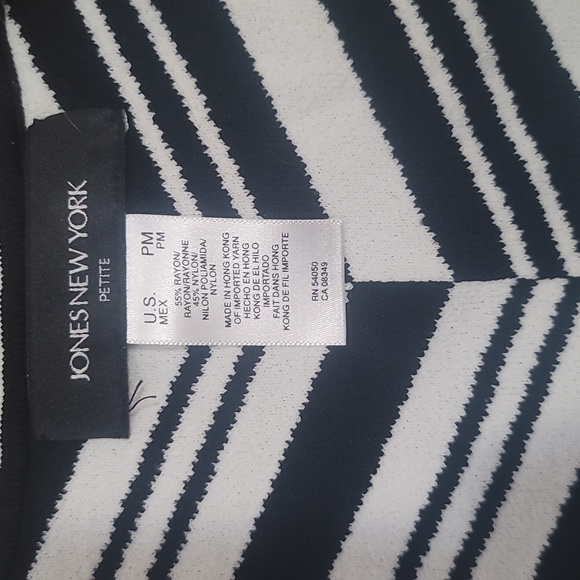 JONES NEW YORK
PETITE
U.S. PM
MEX PM
55% RAYON/
RAYON/RAYONNE
45% NYLON/
NILON POLIAMIDA/
NYLON
MADE IN HONG KONG
OF IMPORTED YARN
HECHO EN HONG
KONG DE EL HILO
IMPORTADO
FAIT DANS HONG
KONG DE FIL IMPORTE
RN 54050
CA 08349